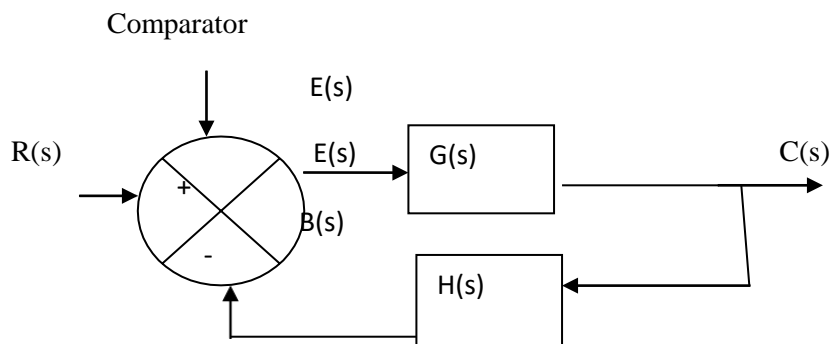 Comparator
E(s)
R(s) + E(s) G(s) C(s)
B(s)
- H(s)